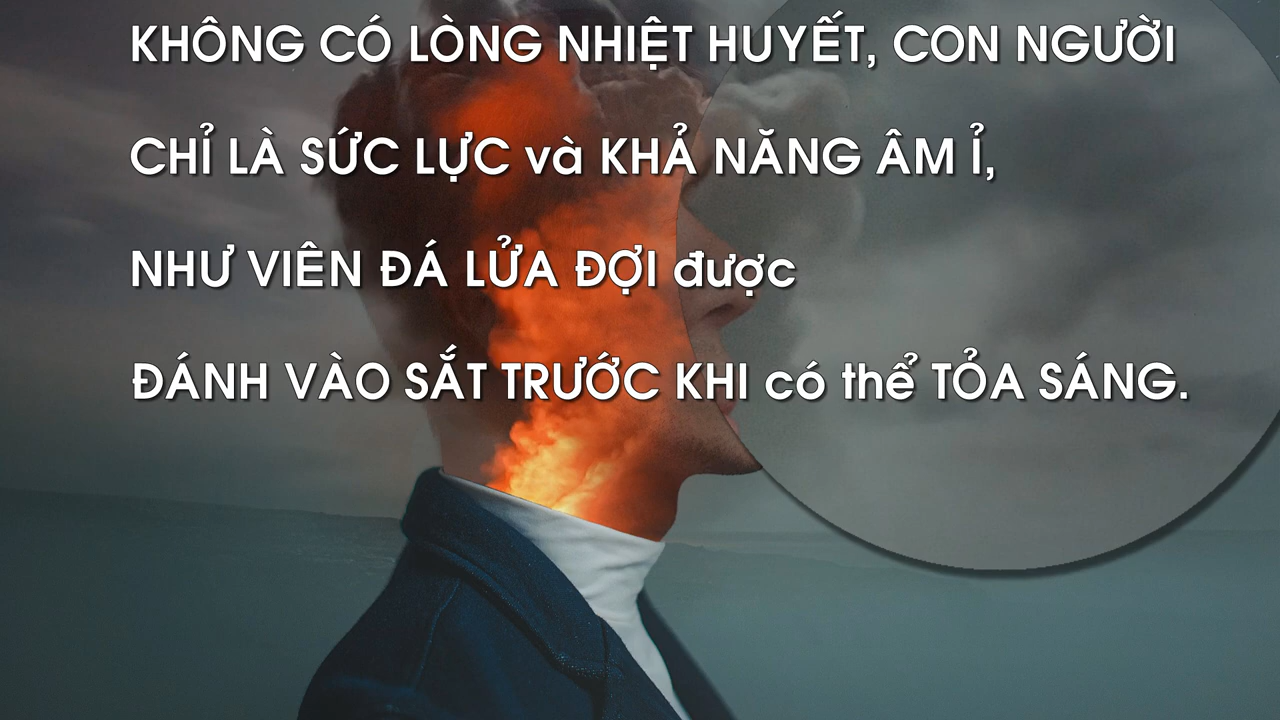 KHÔNG CÓ LÒNG NHIỆT HUYẾT, CON NGƯỜI
CHỈ LÀ SỨC LỰC và KHẢ NĂNG ÂM Ỉ,
NHƯ VIÊN ĐÁ LỬA ĐỢI được
ĐÁNH VÀO SẮT TRƯỚC KHI có thể TỎA SÁNG.